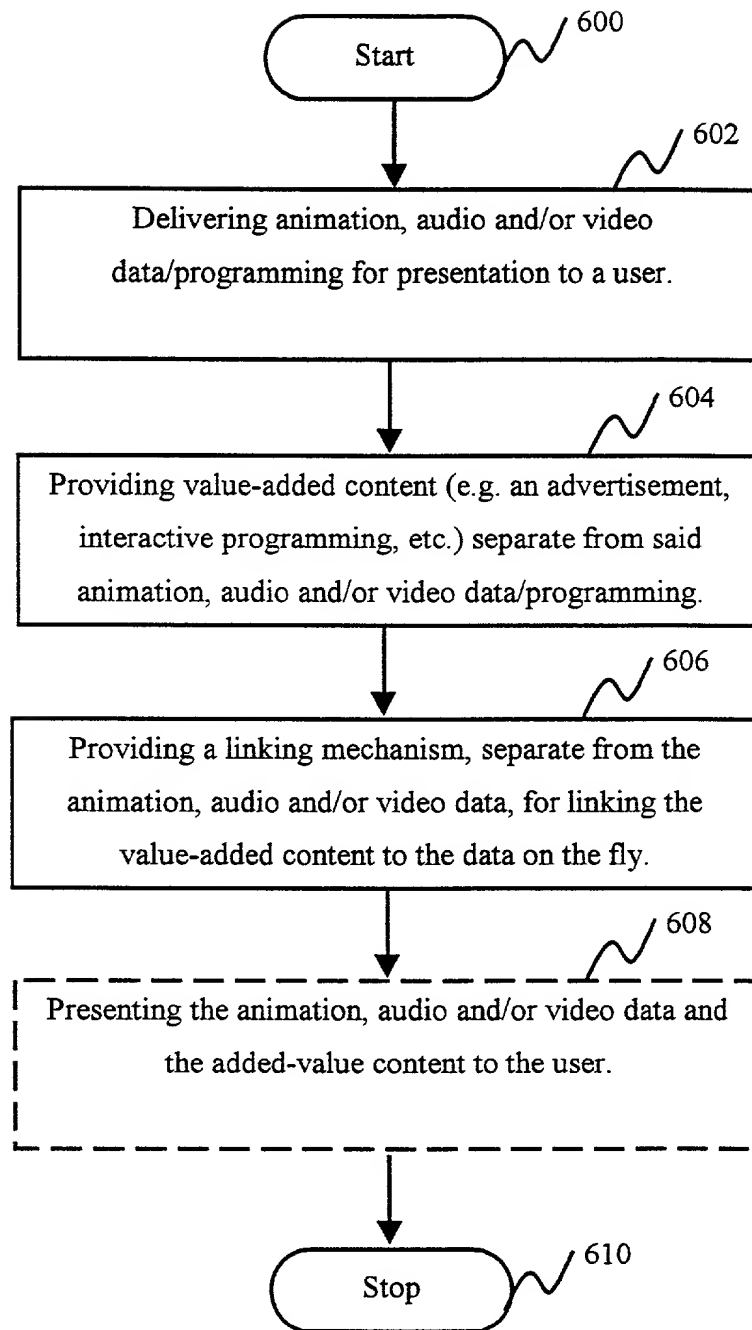 600
Start
602
Delivering animation, audio and/or video
data/programming for presentation to a user.
604
Providing value-added content (e.g. an advertisement,
interactive programming, etc.) separate from said
animation, audio and/or video data/programming.
606
Providing a linking mechanism, separate from the
animation, audio and/or video data, for linking the
value-added content to the data on the fly.
608
Presenting the animation, audio and/or video data and
the added-value content to the user.
610
Stop